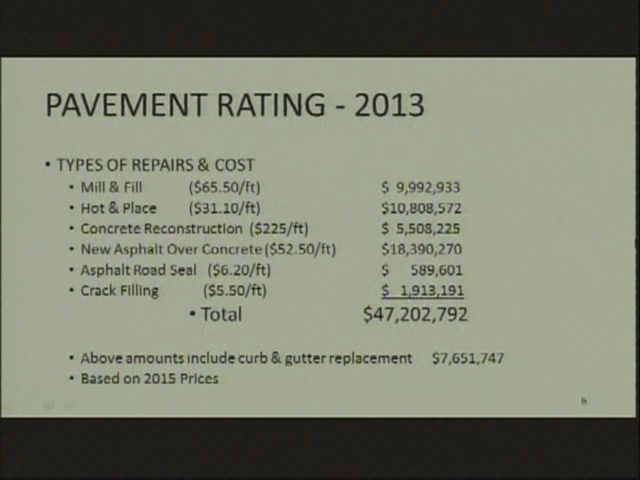 PAVEMENT RATING - 2013
• TYPES OF REPAIRS & COST
• Mill & Fill ($65.50/ft) $ 9,992,933
• Hot & Place ($31.10/ft) $10,808,572
• Concrete Reconstruction ($225/ft) $ 5,508,225
• New Asphalt Over Concrete ($52.50/ft) $18,390,270
• Asphalt Road Seal ($6.20/ft) $ 589,601
• Crack Filling ($5.50/ft) $ 1,913,191
• Total $47,202,792
• Above amounts include curb & gutter replacement $7,651,747
• Based on 2015 Prices
6